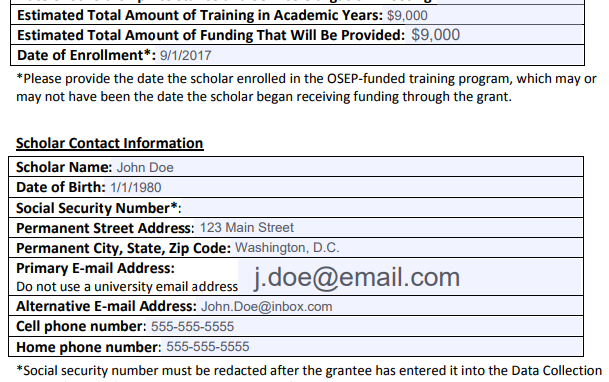 Estimated Total Amount of Training in Academic Years: $9,000
Estimated Total Amount of Funding That Will Be Provided: $9,000
Date of Enrollment*: 9/1/2017
*Please provide the date the scholar enrolled in the OSEP-funded training program, which may or
may not have been the date the scholar began receiving funding through the grant.
Scholar Contact Information
Scholar Name: John Doe
Date of Birth: 1/1/1980
Social Security Number*:
Permanent Street Address: 123 Main Street
Permanent City, State, Zip Code: Washington, D.C.
Primary E-mail Address:
Do not use a university email address j.doe@email.com
Alternative E-mail Address: John.Doe@inbox.com
Cell phone number: 555-555-5555
Home phone number: 555-555-5555
*Social security number must be redacted after the grantee has entered it into the Data Collection